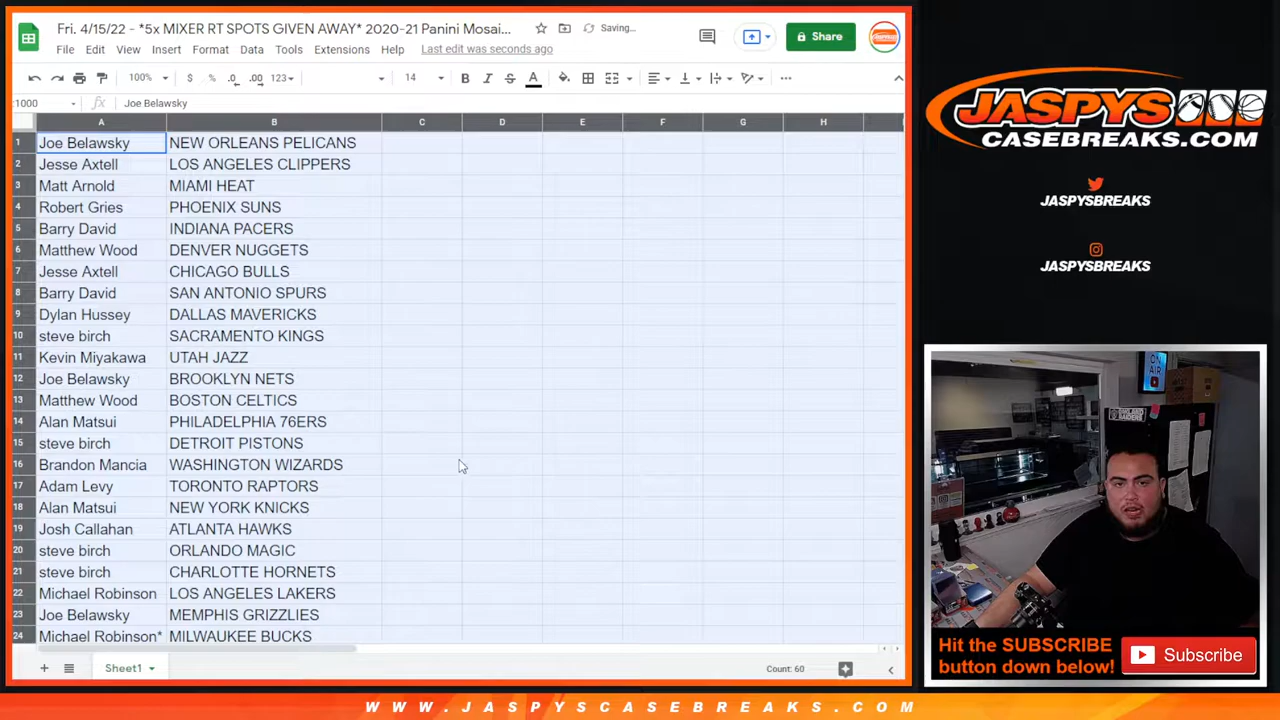 Fri. 4/15/22 - *5x MIXER RT SPOTS GIVEN AWAY* 2020-21 Panini Mosai...
Saving...
File Edit View Insert Format Data Tools Extensions Help Last edit was seconds ago
Share
100% $ % .0 .00 123 14 B I S A
:1000 fx Joe Belawsky
A B C D E F G H
1 Joe Belawsky NEW ORLEANS PELICANS
2 Jesse Axtell LOS ANGELES CLIPPERS
3 Matt Arnold MIAMI HEAT
4 Robert Gries PHOENIX SUNS
5 Barry David INDIANA PACERS
6 Matthew Wood DENVER NUGGETS
7 Jesse Axtell CHICAGO BULLS
8 Barry David SAN ANTONIO SPURS
9 Dylan Hussey DALLAS MAVERICKS
10 steve birch SACRAMENTO KINGS
11 Kevin Miyakawa UTAH JAZZ
12 Joe Belawsky BROOKLYN NETS
13 Matthew Wood BOSTON CELTICS
14 Alan Matsui PHILADELPHIA 76ERS
15 steve birch DETROIT PISTONS
16 Brandon Mancia WASHINGTON WIZARDS
17 Adam Levy TORONTO RAPTORS
18 Alan Matsui NEW YORK KNICKS
19 Josh Callahan ATLANTA HAWKS
20 steve birch ORLANDO MAGIC
21 steve birch CHARLOTTE HORNETS
22 Michael Robinson LOS ANGELES LAKERS
23 Joe Belawsky MEMPHIS GRIZZLIES
24 Michael Robinson* MILWAUKEE BUCKS
Sheet1
Count: 60
JASPYS
CASEBREAKS.COM
JASPYSBREAKS
JASPYSBREAKS
ON AIR
Hit the SUBSCRIBE
button down below!
Subscribe
WWW.JASPYSCASEBREAKS.COM